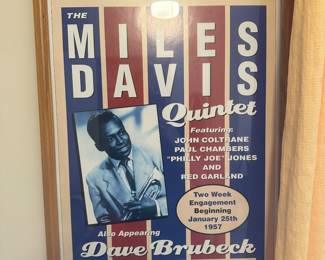 THE
MILES
DAVIS
Quintet
Featuring:
JOHN COLTRANE
PAUL CHAMBERS
"PHILLY JOE" JONES
AND
RED GARLAND
Two Week
Engagement
Beginning
January 25th
1957
Also Appearing
Dave Brubeck